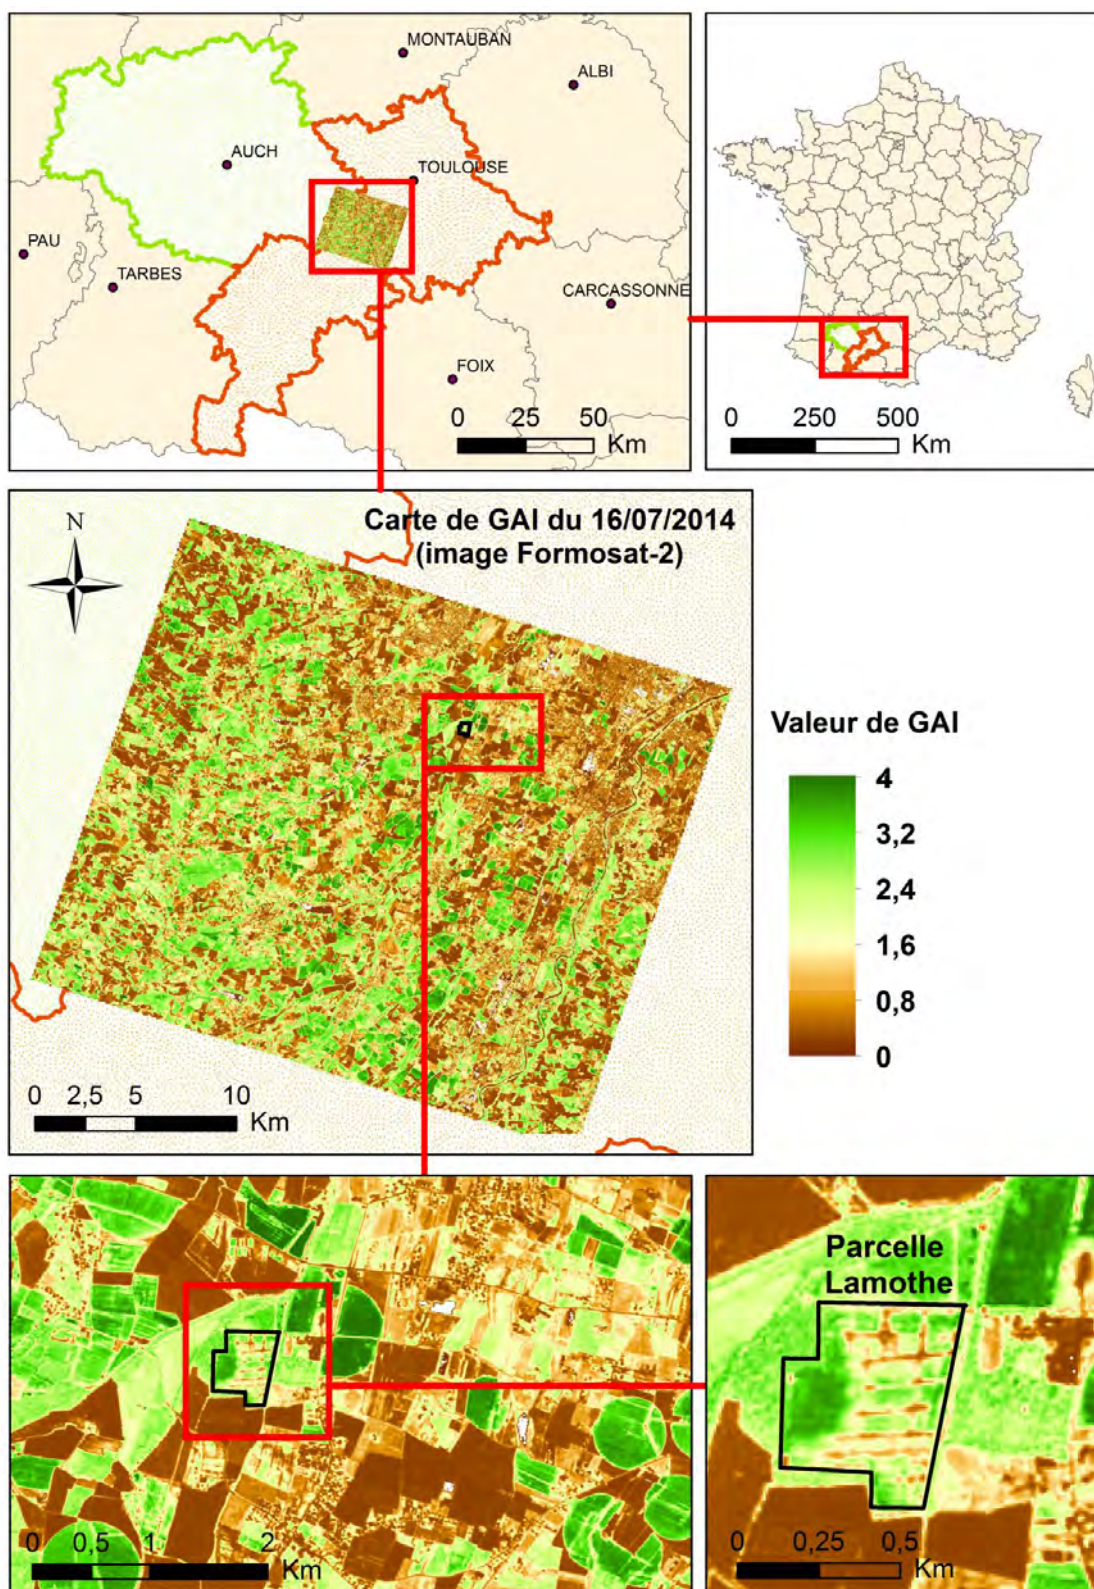 MONTAUBAN
ALBI
AUCH
TOULOUSE
PAU
TARBES
CARCASSONNE
FOIX
0 25 50
Km
0 250 500
Km
N
Carte de GAI du 16/07/2014
(image Formosat-2)
0 2,5 5 10
Km
Valeur de GAI
4
3,2
2,4
1,6
0,8
0
0 0,5 1 2
Km
Parcelle
Lamothe
0 0,25 0,5
Km